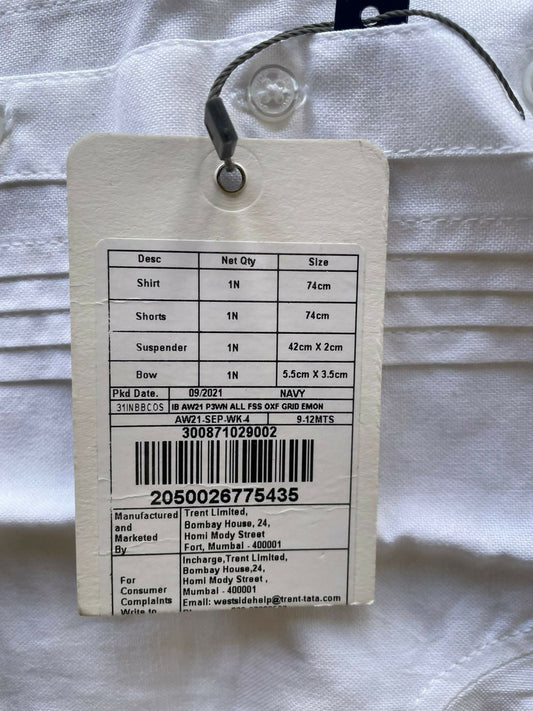 Desc Net Qty Size
Shirt 1N 74cm
Shorts 1N 74cm
Suspender 1N 42cm X 2cm
Bow 1N 5.5cm X 3.5cm
Pkd Date. 09/2021 NAVY
31INBBCOS IB AW21 P3WN ALL FSS OXF GRID EMON
AW21-SEP-WK-4 9-12MTS
300871029002
2050026775435
Manufactured and Marketed By
Trent Limited,
Bombay House, 24,
Homi Mody Street
Fort, Mumbai - 400001
For Consumer Complaints Write to
Incharge,Trent Limited,
Bombay House,24,
Homi Mody Street ,
Mumbai - 400001
Email: westsidehelp@trent-tata.com